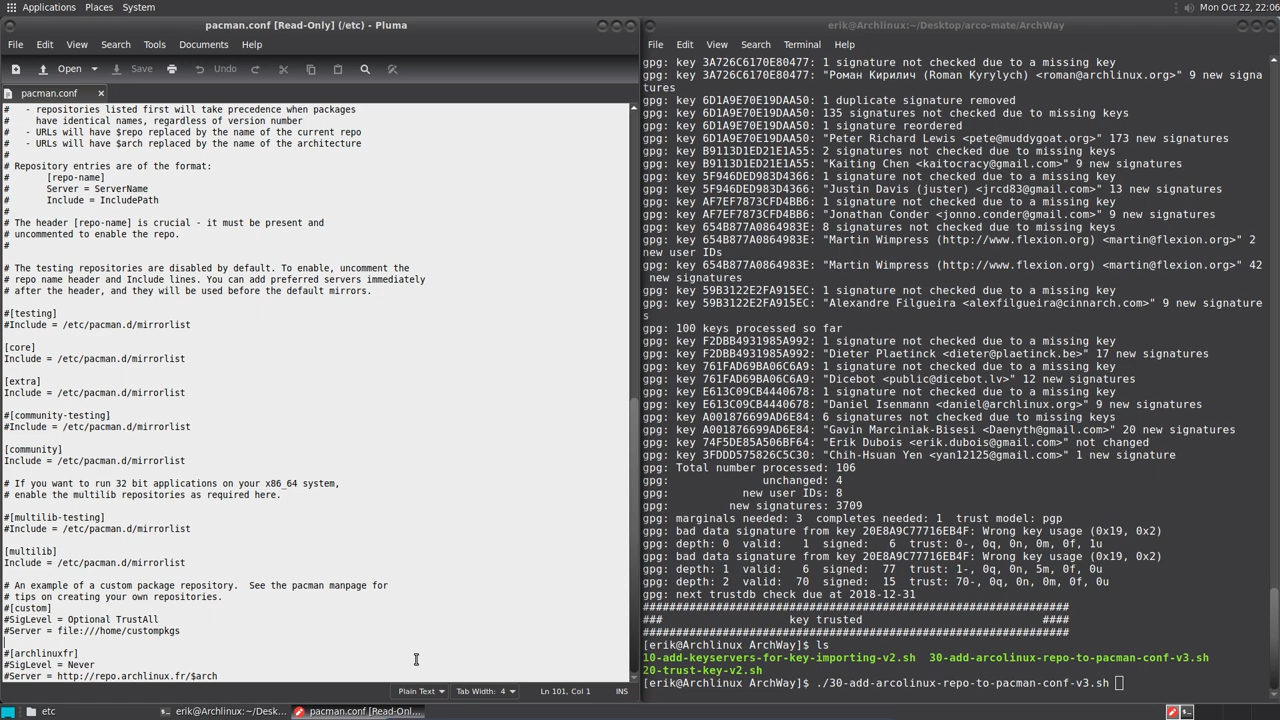 Applications Places System
Mon Oct 22, 22:06
pacman.conf [Read-Only] (/etc) - Pluma
File Edit View Search Tools Documents Help
Open Save Undo
pacman.conf
#   - repositories listed first will take precedence when packages
#     have identical names, regardless of version number
#   - URLs will have $repo replaced by the name of the current repo
#   - URLs will have $arch replaced by the name of the architecture
#
# Repository entries are of the format:
#       [repo-name]
#       Server = ServerName
#       Include = IncludePath
#
# The header [repo-name] is crucial - it must be present and
# uncommented to enable the repo.
#
# The testing repositories are disabled by default. To enable, uncomment the
# repo name header and Include lines. You can add preferred servers immediately
# after the header, and they will be used before the default mirrors.
#[testing]
#Include = /etc/pacman.d/mirrorlist
[core]
Include = /etc/pacman.d/mirrorlist
[extra]
Include = /etc/pacman.d/mirrorlist
#[community-testing]
#Include = /etc/pacman.d/mirrorlist
[community]
Include = /etc/pacman.d/mirrorlist
# If you want to run 32 bit applications on your x86_64 system,
# enable the multilib repositories as required here.
#[multilib-testing]
#Include = /etc/pacman.d/mirrorlist
[multilib]
Include = /etc/pacman.d/mirrorlist
# An example of a custom package repository.  See the pacman manpage for
# tips on creating your own repositories.
#[custom]
#SigLevel = Optional TrustAll
#Server = file:///home/custompkgs
#[archlinuxfr]
#SigLevel = Never
#Server = http://repo.archlinux.fr/$arch
Plain Text Tab Width: 4 Ln 101, Col 1 INS
erik@Archlinux:~/Desktop/arco-mate/ArchWay
File Edit View Search Terminal Help
gpg: key 3A726C6170E80477: 1 signature not checked due to a missing key
gpg: key 3A726C6170E80477: "Роман Кирилич (Roman Kyrylych) <roman@archlinux.org>" 9 new signa
tures
gpg: key 6D1A9E70E19DAA50: 1 duplicate signature removed
gpg: key 6D1A9E70E19DAA50: 135 signatures not checked due to missing keys
gpg: key 6D1A9E70E19DAA50: 1 signature reordered
gpg: key 6D1A9E70E19DAA50: "Peter Richard Lewis <pete@muddygoat.org>" 173 new signatures
gpg: key B9113D1ED21E1A55: 2 signatures not checked due to missing keys
gpg: key B9113D1ED21E1A55: "Kaiting Chen <kaitocracy@gmail.com>" 9 new signatures
gpg: key 5F946DED983D4366: 1 signature not checked due to a missing key
gpg: key 5F946DED983D4366: "Justin Davis (juster) <jrcd83@gmail.com>" 13 new signatures
gpg: key AF7EF7873CFD4BB6: 1 signature not checked due to a missing key
gpg: key AF7EF7873CFD4BB6: "Jonathan Conder <jonno.conder@gmail.com>" 9 new signatures
gpg: key 654B877A0864983E: 8 signatures not checked due to missing keys
gpg: key 654B877A0864983E: "Martin Wimpress (http://www.flexion.org) <martin@flexion.org>" 2
new user IDs
gpg: key 654B877A0864983E: "Martin Wimpress (http://www.flexion.org) <martin@flexion.org>" 42
 new signatures
gpg: key 59B3122E2FA915EC: 1 signature not checked due to a missing key
gpg: key 59B3122E2FA915EC: "Alexandre Filgueira <alexfilgueira@cinnarch.com>" 9 new signature
s
gpg: 100 keys processed so far
gpg: key F2DBB4931985A992: 1 signature not checked due to a missing key
gpg: key F2DBB4931985A992: "Dieter Plaetinck <dieter@plaetinck.be>" 17 new signatures
gpg: key 761FAD69BA06C6A9: 1 signature not checked due to a missing key
gpg: key 761FAD69BA06C6A9: "Dicebot <public@dicebot.lv>" 12 new signatures
gpg: key E613C09CB4440678: 1 signature not checked due to a missing key
gpg: key E613C09CB4440678: "Daniel Isenmann <daniel@archlinux.org>" 9 new signatures
gpg: key A001876699AD6E84: 6 signatures not checked due to missing keys
gpg: key A001876699AD6E84: "Gavin Marciniak-Bisesi <Daenyth@gmail.com>" 20 new signatures
gpg: key 74F5DE85A506BF64: "Erik Dubois <erik.dubois@gmail.com>" not changed
gpg: key 3FDDD575826C5C30: "Chih-Hsuan Yen <yan12125@gmail.com>" 1 new signature
gpg: Total number processed: 106
gpg:              unchanged: 4
gpg:           new user IDs: 8
gpg:         new signatures: 3709
gpg: marginals needed: 3  completes needed: 1  trust model: pgp
gpg: bad data signature from key 20E8A9C77716EB4F: Wrong key usage (0x19, 0x2)
gpg: depth: 0  valid:   1  signed:   6  trust: 0-, 0q, 0n, 0m, 0f, 1u
gpg: bad data signature from key 20E8A9C77716EB4F: Wrong key usage (0x19, 0x2)
gpg: depth: 1  valid:   6  signed:  77  trust: 1-, 0q, 0n, 5m, 0f, 0u
gpg: depth: 2  valid:  70  signed:  15  trust: 70-, 0q, 0n, 0m, 0f, 0u
gpg: next trustdb check due at 2018-12-31
################################################################
###                   key trusted                           ####
################################################################
[erik@Archlinux ArchWay]$ ls
10-add-keyservers-for-key-importing-v2.sh  30-add-arcolinux-repo-to-pacman-conf-v3.sh
20-trust-key-v2.sh
[erik@Archlinux ArchWay]$ ./30-add-arcolinux-repo-to-pacman-conf-v3.sh
etc
erik@Archlinux:~/Desk...
pacman.conf [Read-Onl...